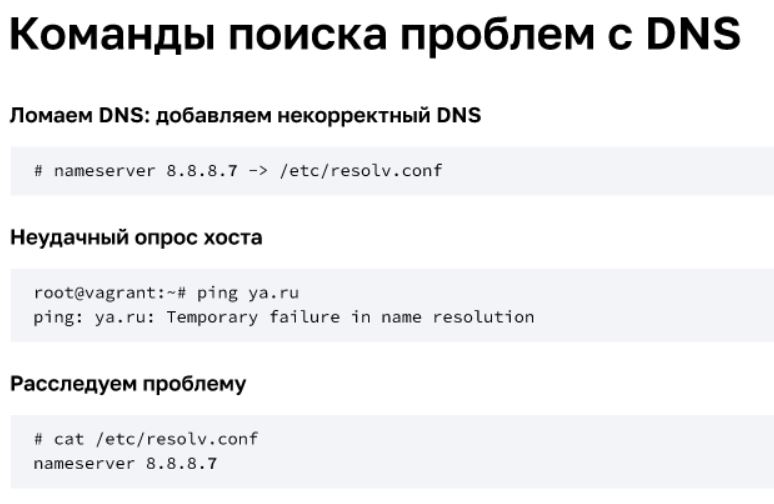 Команды поиска проблем с DNS
Ломаем DNS: добавляем некорректный DNS
# nameserver 8.8.8.7 -> /etc/resolv.conf
Неудачный опрос хоста
root@vagrant:~# ping ya.ru
ping: ya.ru: Temporary failure in name resolution
Расследуем проблему
# cat /etc/resolv.conf
nameserver 8.8.8.7